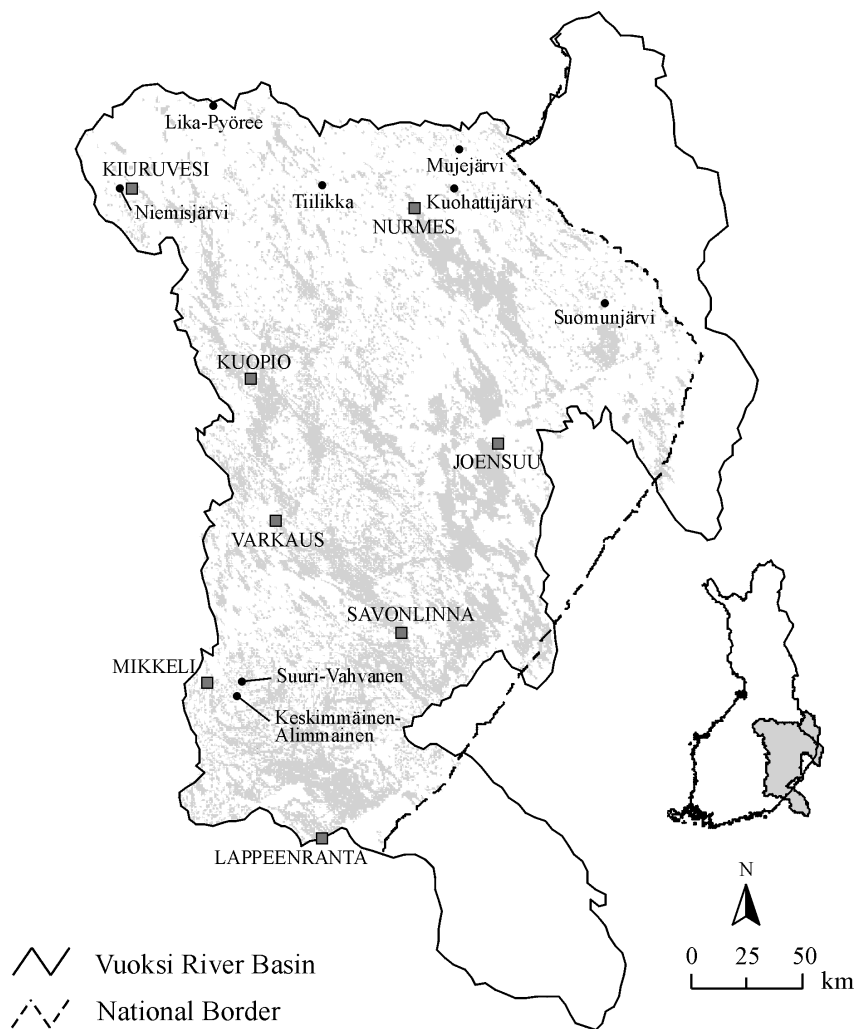 Lika-Pyöree
Mujejärvi
KIURUVESI
Niemisjärvi
Tiilikka
Kuohattijärvi
NURMES
Suomunjärvi
KUOPIO
JOENSUU
VARKAUS
SAVONLINNA
MIKKELI
Suuri-Vahvanen
Keskimmäinen-
Alimmainen
LAPPEENRANTA
N
0 25 50
km
Vuoksi River Basin
National Border